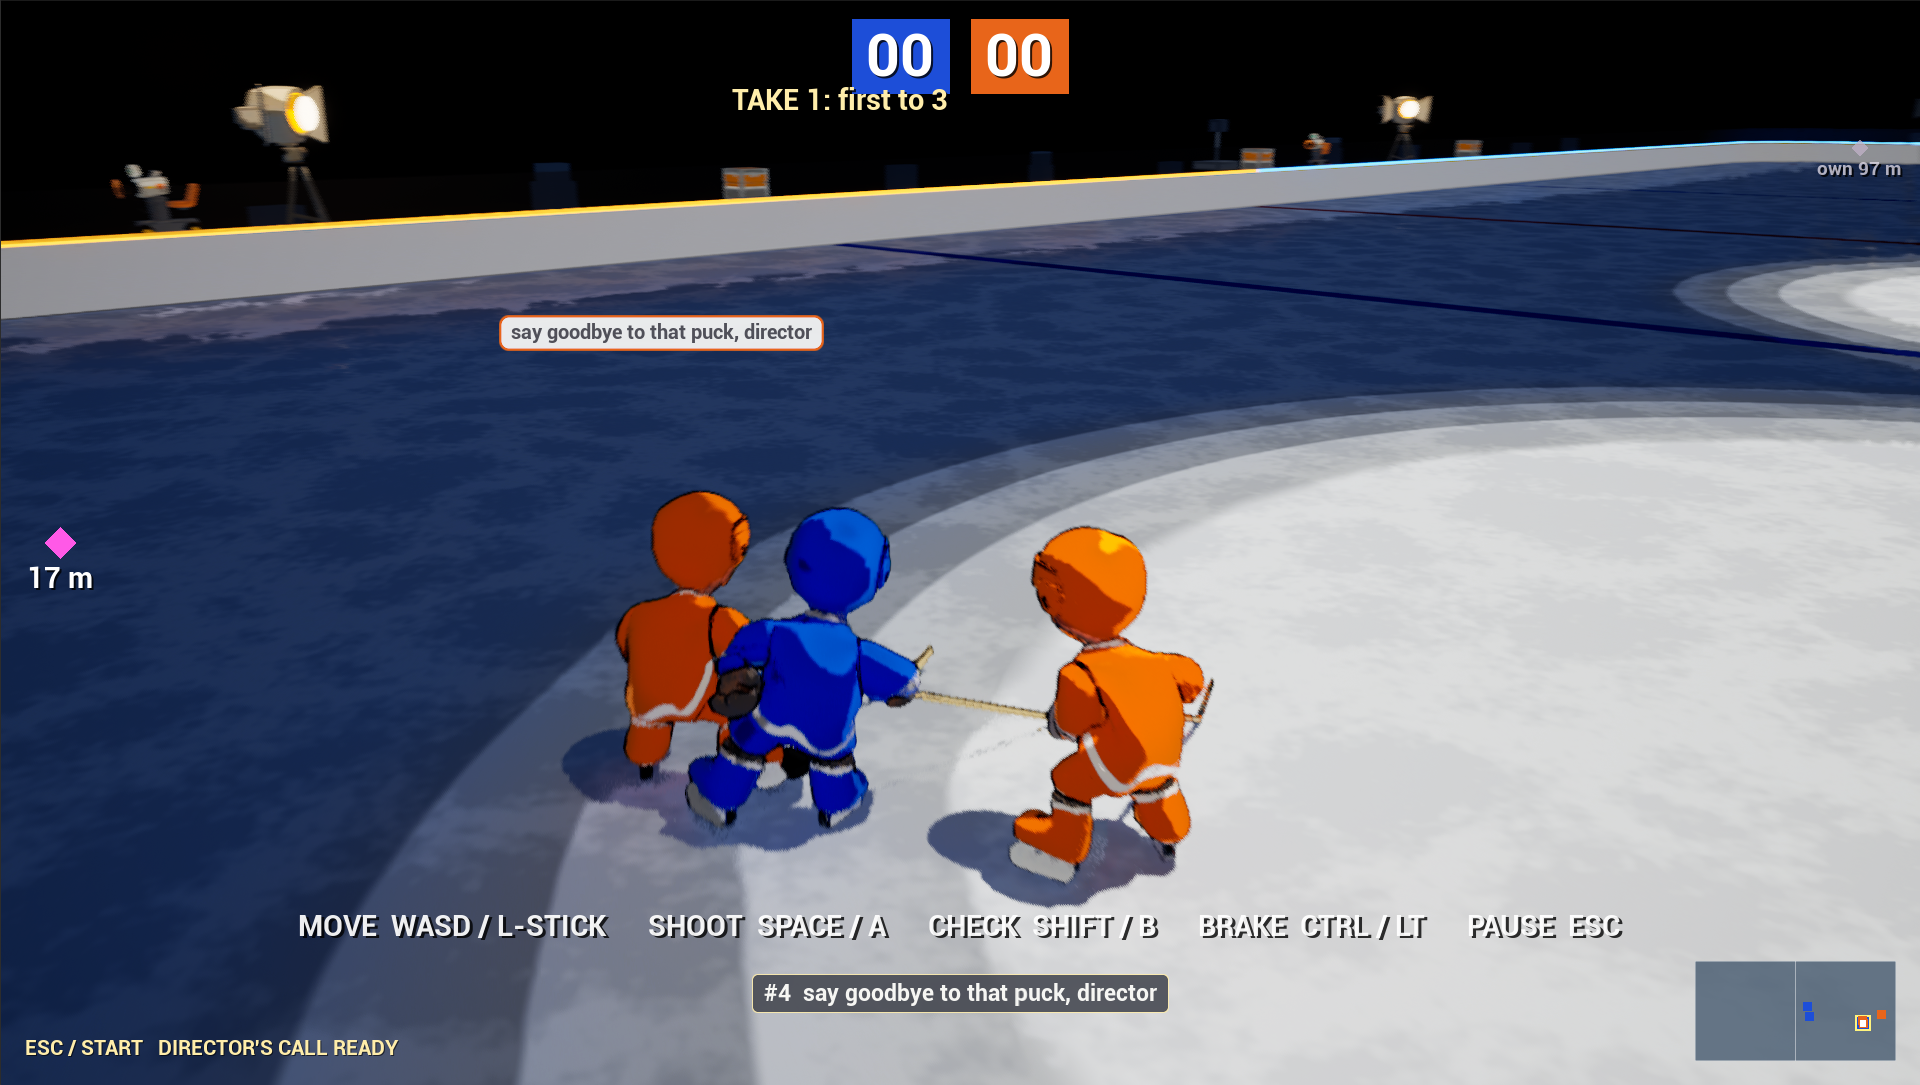 00 00
TAKE 1: first to 3
own 97 m
say goodbye to that puck, director
17 m
MOVE WASD / L-STICK SHOOT SPACE / A CHECK SHIFT / B BRAKE CTRL / LT PAUSE ESC
#4 say goodbye to that puck, director
ESC / START DIRECTOR'S CALL READY